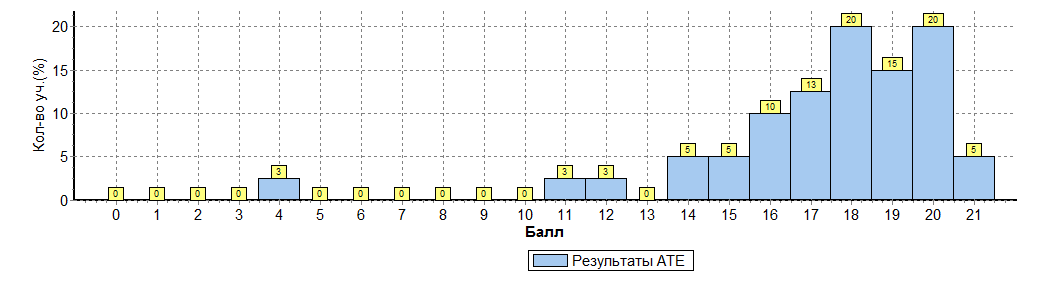 Кол-во уч.(%)
20
15
10
5
0
0 0 0 0 3 0 0 0 0 0 0 3 3 0 5 5 10 13 20 15 20 5
0 1 2 3 4 5 6 7 8 9 10 11 12 13 14 15 16 17 18 19 20 21
Балл
Результаты АТЕ